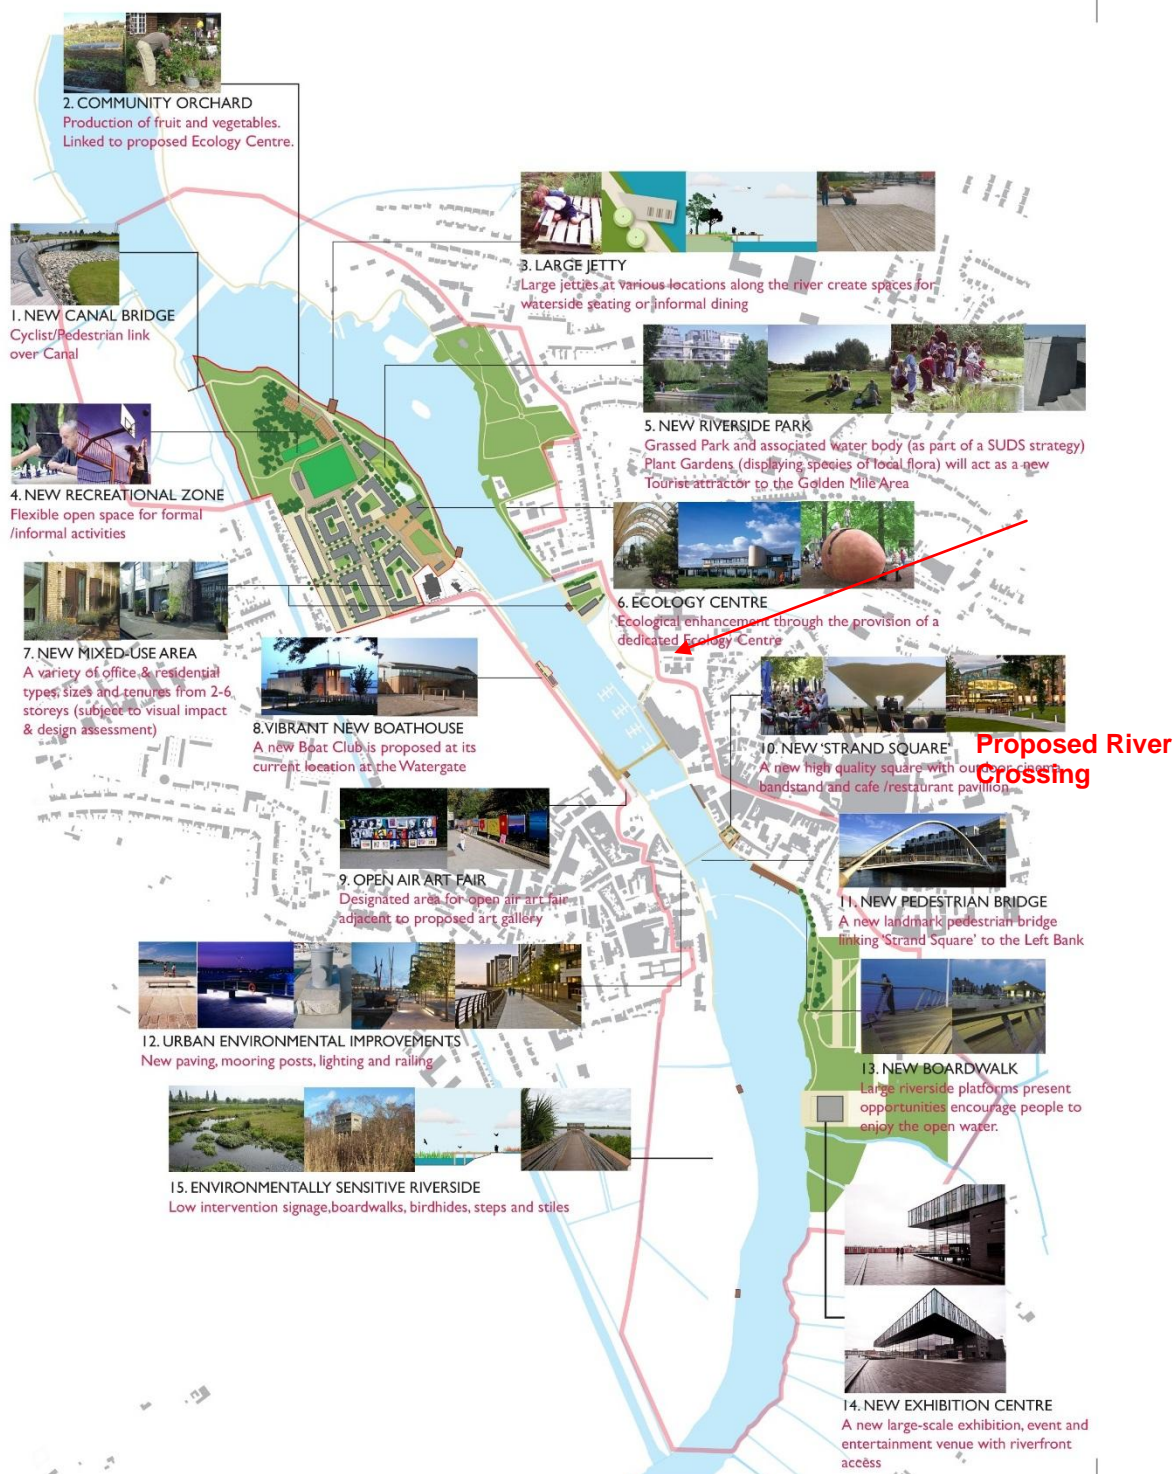 2. COMMUNITY ORCHARD
Production of fruit and vegetables.
Linked to proposed Ecology Centre.
3. LARGE JETTY
Large jetties at various locations along the river create spaces for
waterside seating or informal dining
1. NEW CANAL BRIDGE
Cyclist/Pedestrian link
over Canal
5. NEW RIVERSIDE PARK
Grassed Park and associated water body (as part of a SUDS strategy)
Plant Gardens (displaying species of local flora) will act as a new
Tourist attractor to the Golden Mile Area
4. NEW RECREATIONAL ZONE
Flexible open space for formal
/informal activities
6. ECOLOGY CENTRE
Ecological enhancement through the provision of a
dedicated Ecology Centre
7. NEW MIXED-USE AREA
A variety of office & residential
types, sizes and tenures from 2-6
storeys (subject to visual impact
& design assessment)
8. VIBRANT NEW BOATHOUSE
A new Boat Club is proposed at its
current location at the Watergate
10. NEW 'STRAND SQUARE'
A new high quality square with outdoor cinema,
bandstand and cafe /restaurant pavillion
Proposed River
Crossing
9. OPEN AIR ART FAIR
Designated area for open air art fair
adjacent to proposed art gallery
11. NEW PEDESTRIAN BRIDGE
A new landmark pedestrian bridge
linking 'Strand Square' to the Left Bank
12. URBAN ENVIRONMENTAL IMPROVEMENTS
New paving, mooring posts, lighting and railing
13. NEW BOARDWALK
Large riverside platforms present
opportunities encourage people to
enjoy the open water.
15. ENVIRONMENTALLY SENSITIVE RIVERSIDE
Low intervention signage,boardwalks, birdhides, steps and stiles
14. NEW EXHIBITION CENTRE
A new large-scale exhibition, event and
entertainment venue with riverfront
access